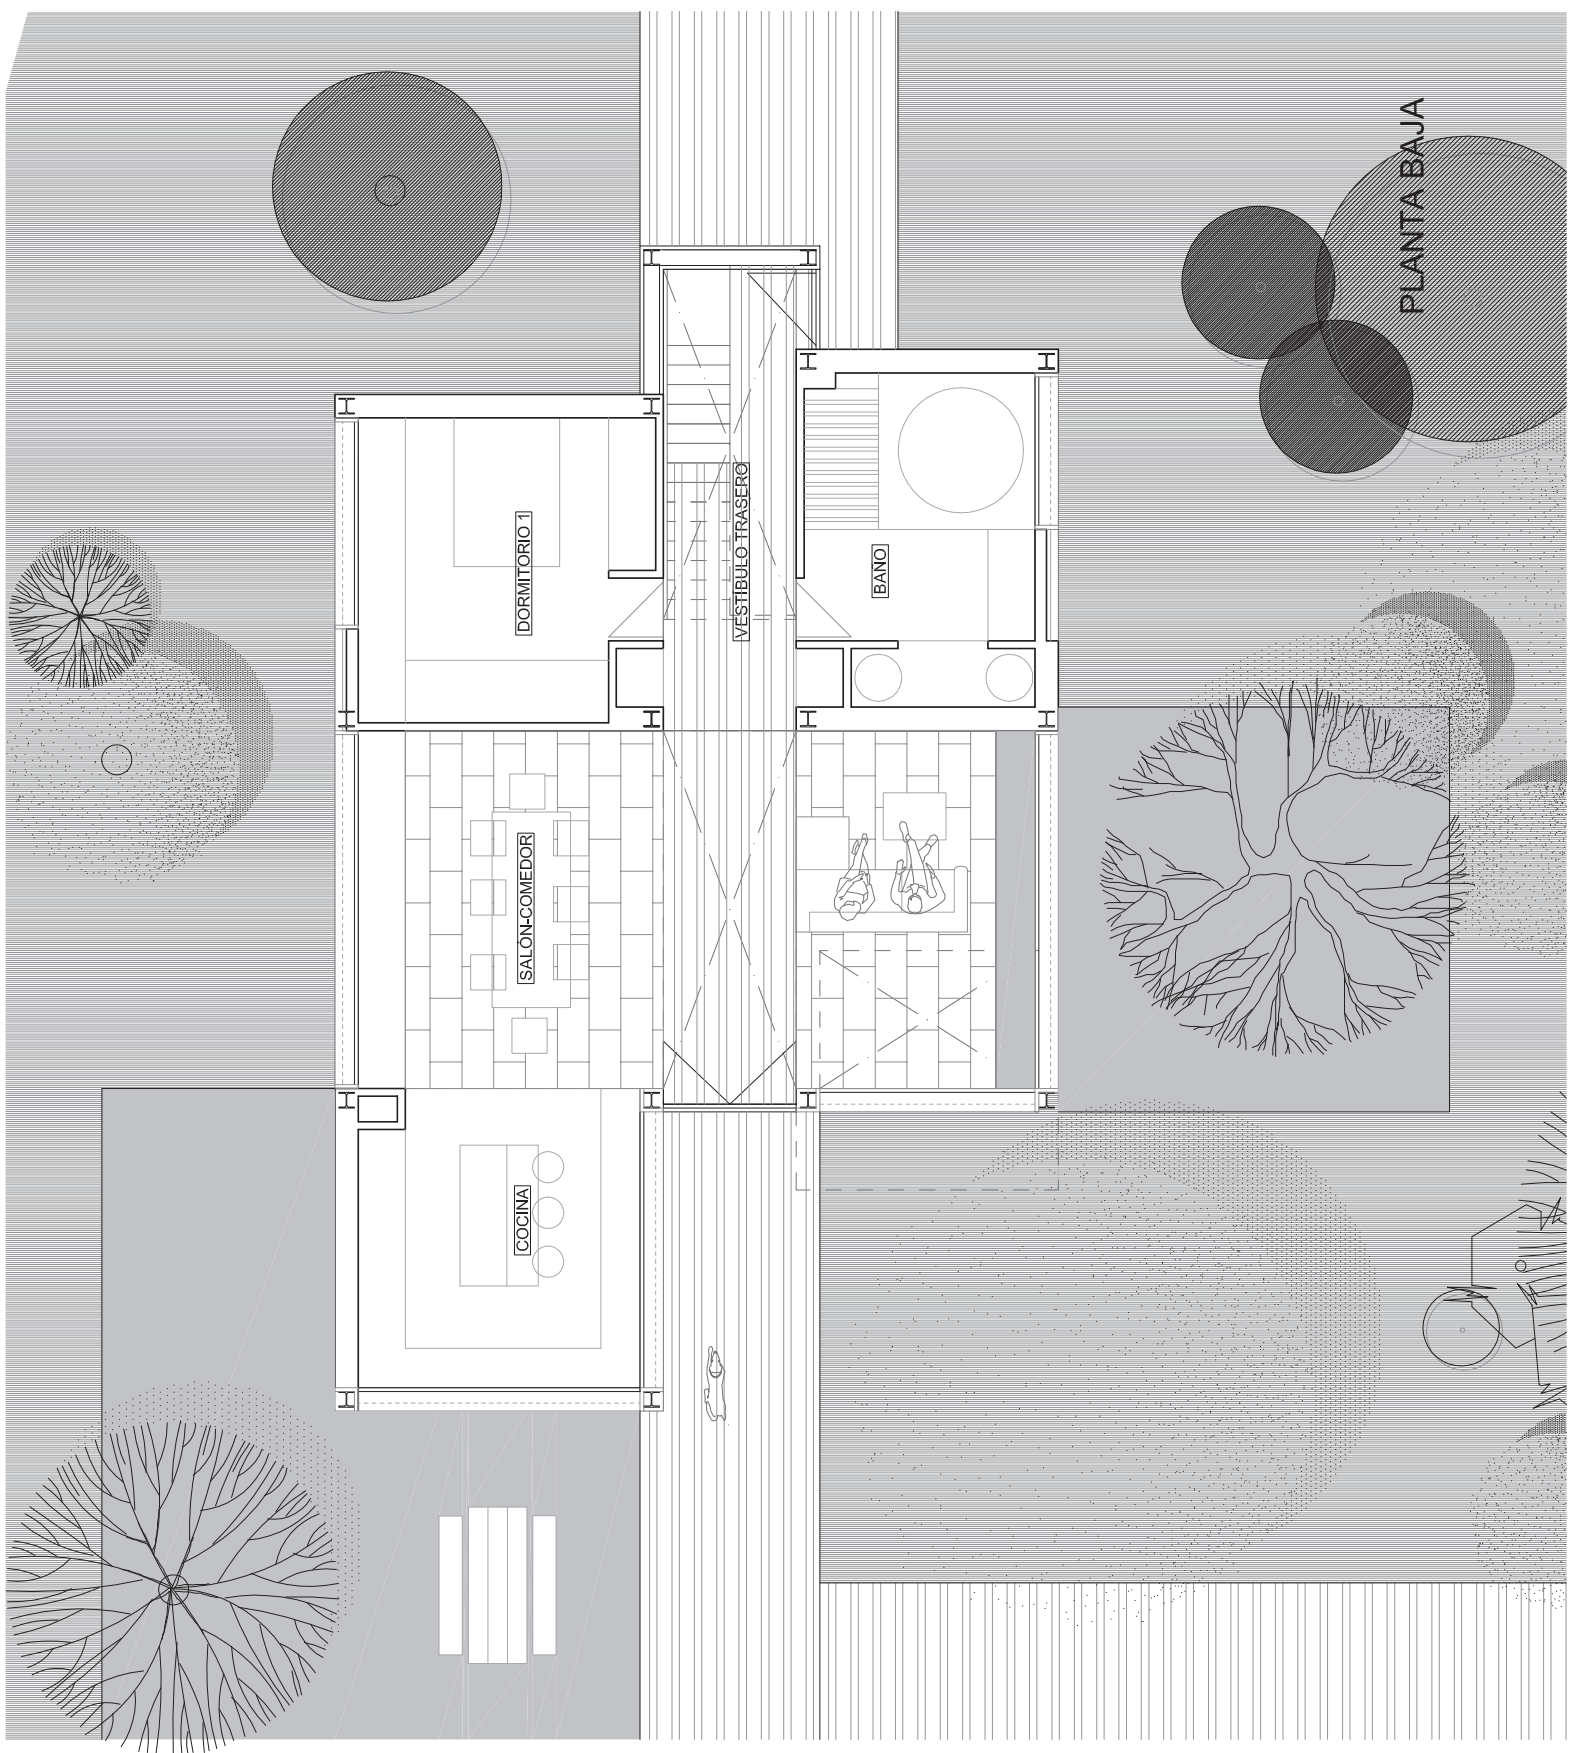 PLANTA BAJA
DORMITORIO 1
VESTÍBULO TRASERO
BAÑO
SALÓN-COMEDOR
COCINA